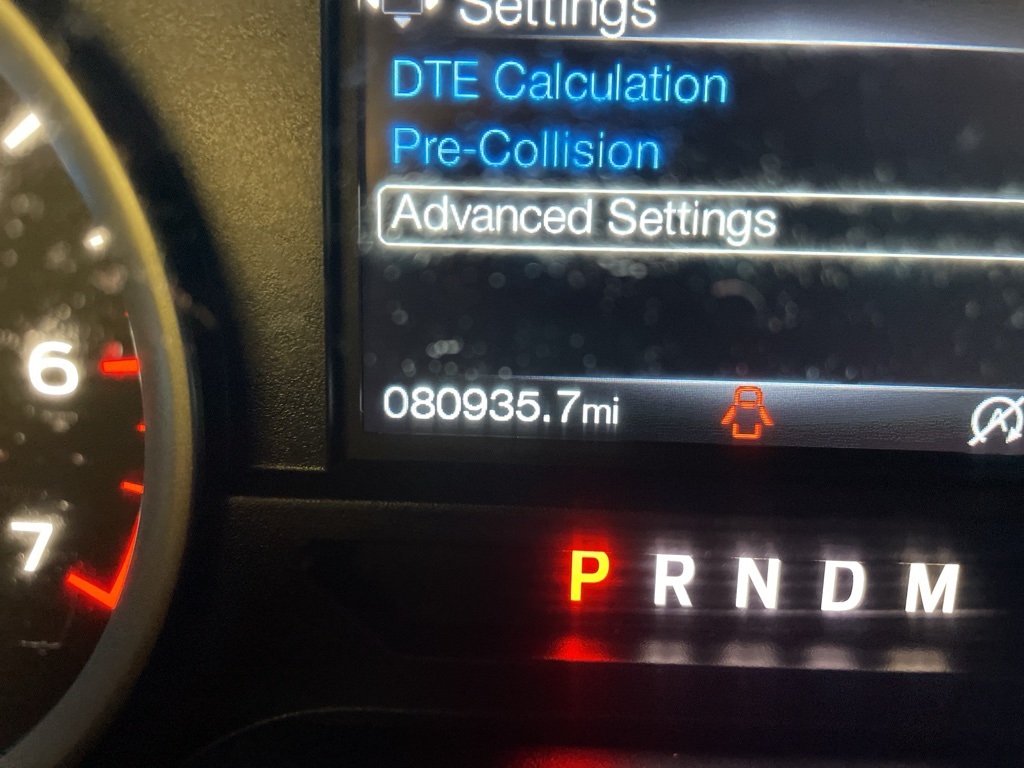 Settings
DTE Calculation
Pre-Collision
Advanced Settings
6
080935.7mi
A
7
P R N D M